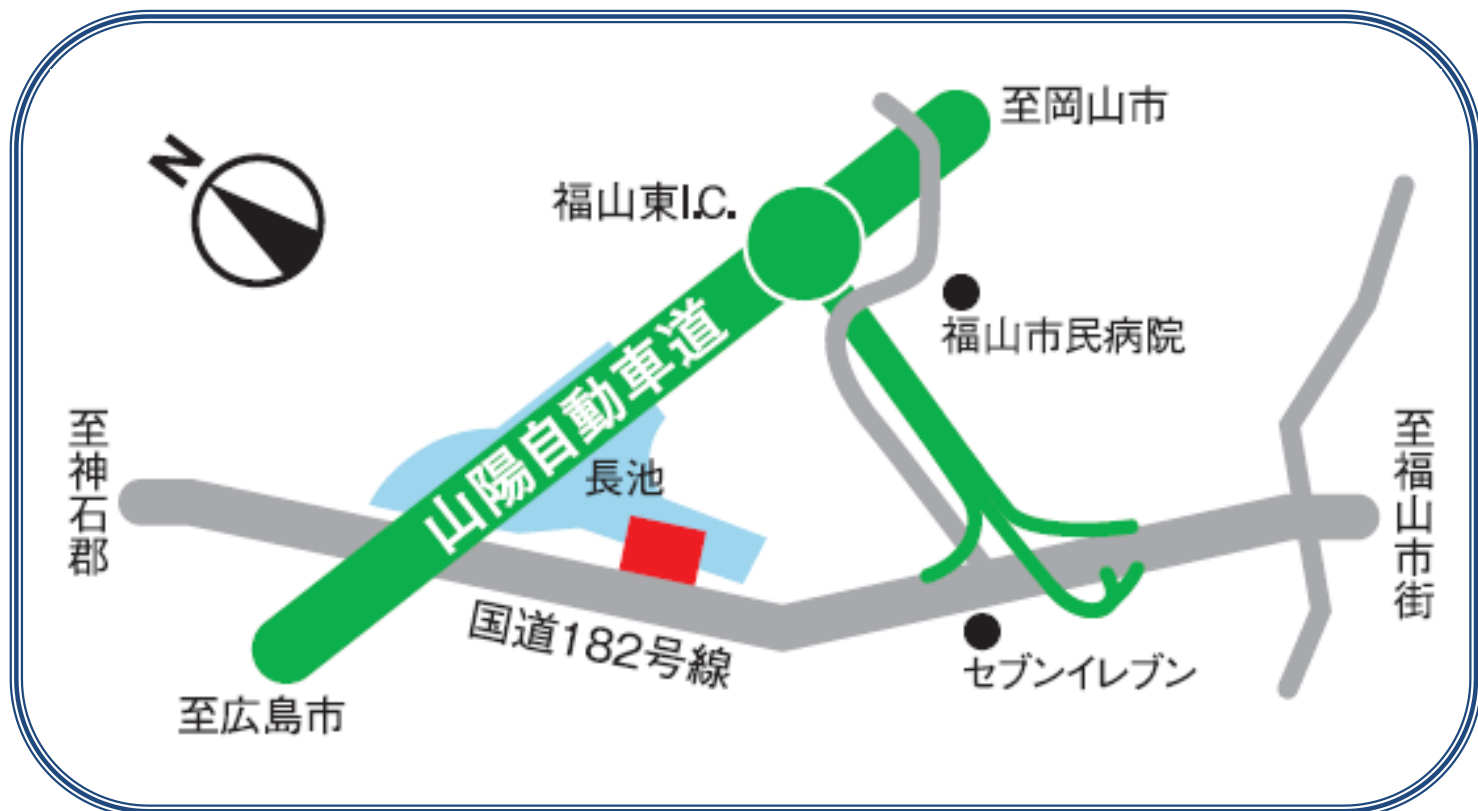 至岡山市
N
福山東I.C.
福山市民病院
山陽自動車道
至神石郡
長池
至福山市街
国道182号線
セブンイレブン
至広島市